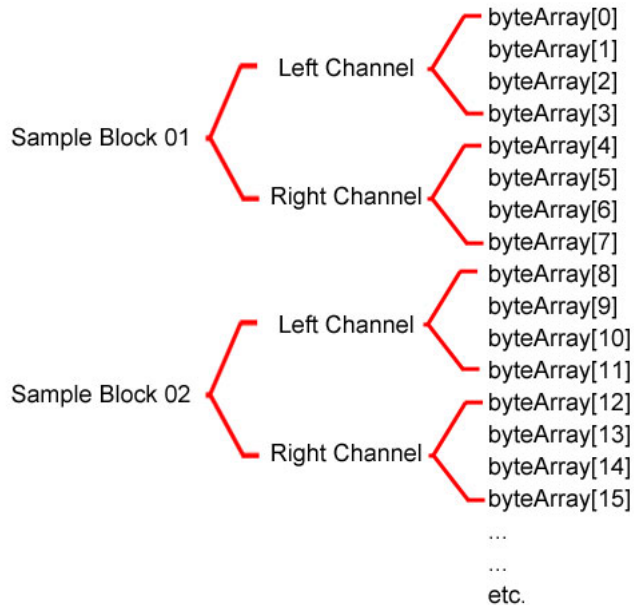 byteArray[0]
byteArray[1]
Left Channel
byteArray[2]
byteArray[3]
Sample Block 01
byteArray[4]
byteArray[5]
Right Channel
byteArray[6]
byteArray[7]
byteArray[8]
byteArray[9]
Left Channel
byteArray[10]
byteArray[11]
Sample Block 02
byteArray[12]
byteArray[13]
Right Channel
byteArray[14]
byteArray[15]
...
...
etc.